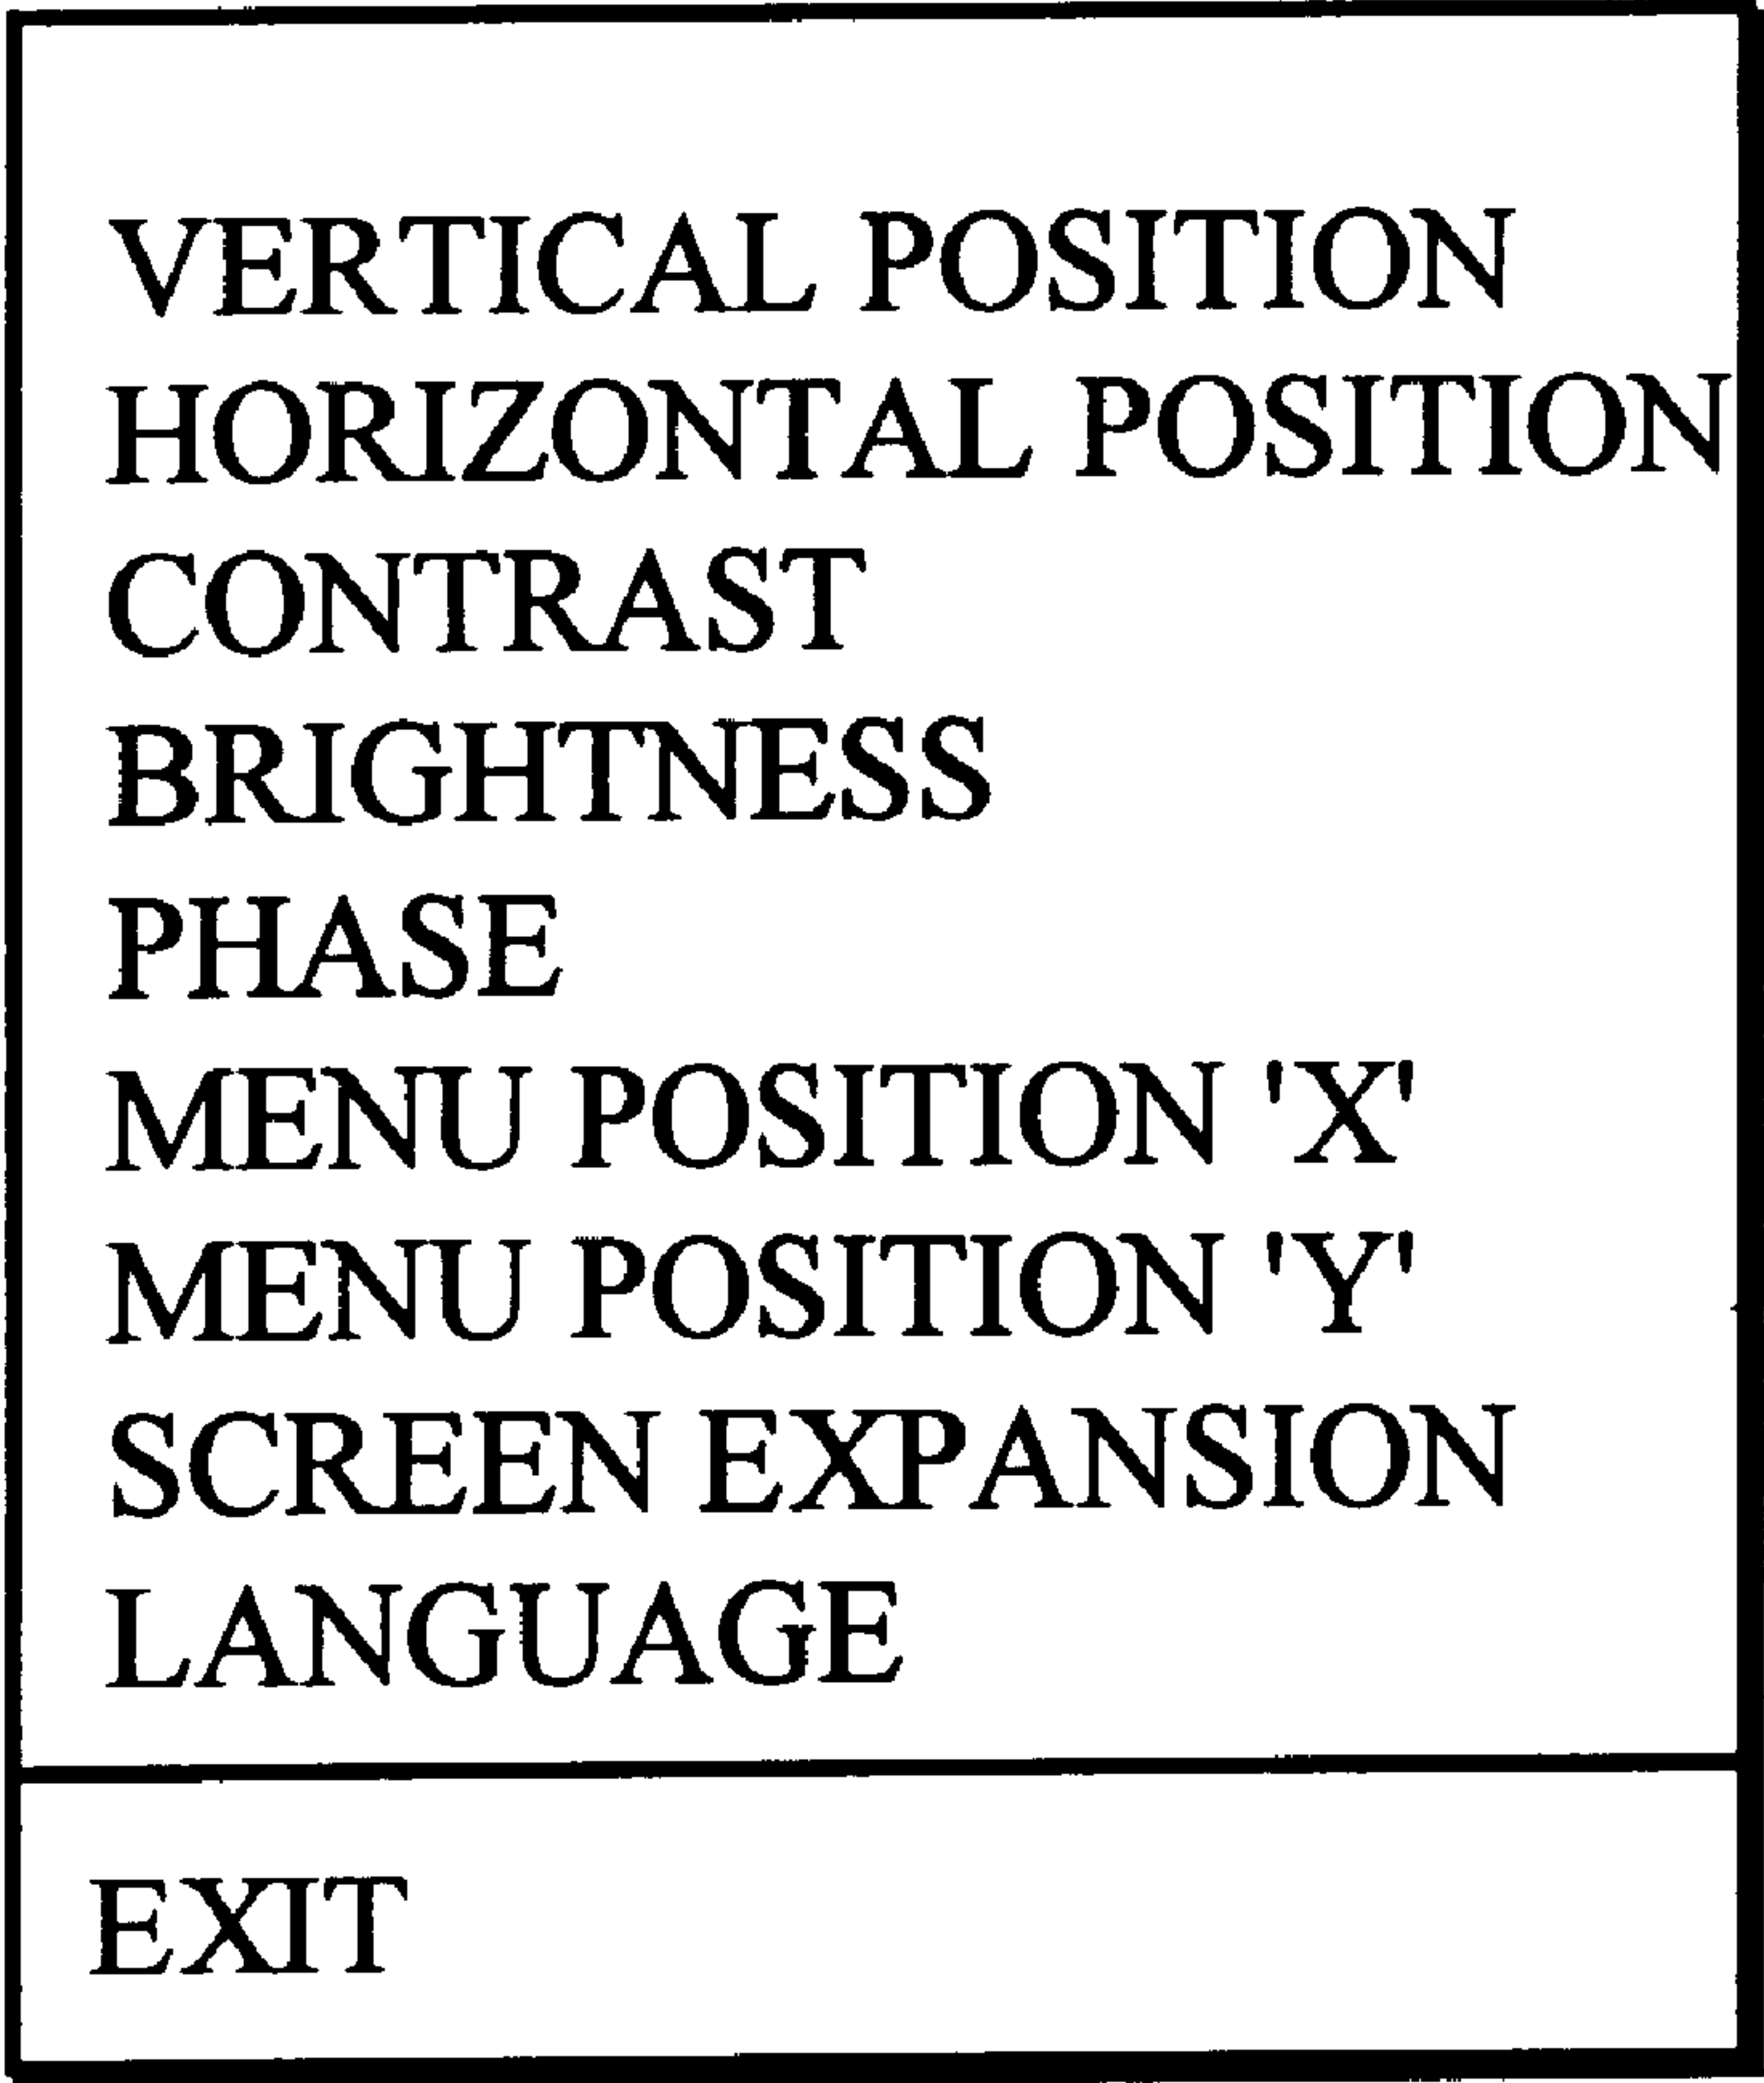 VERTICAL POSITION
HORIZONTAL POSITION
CONTRAST
BRIGHTNESS
PHASE
MENU POSITION 'X'
MENU POSITION 'Y'
SCREEN EXPANSION
LANGUAGE
EXIT